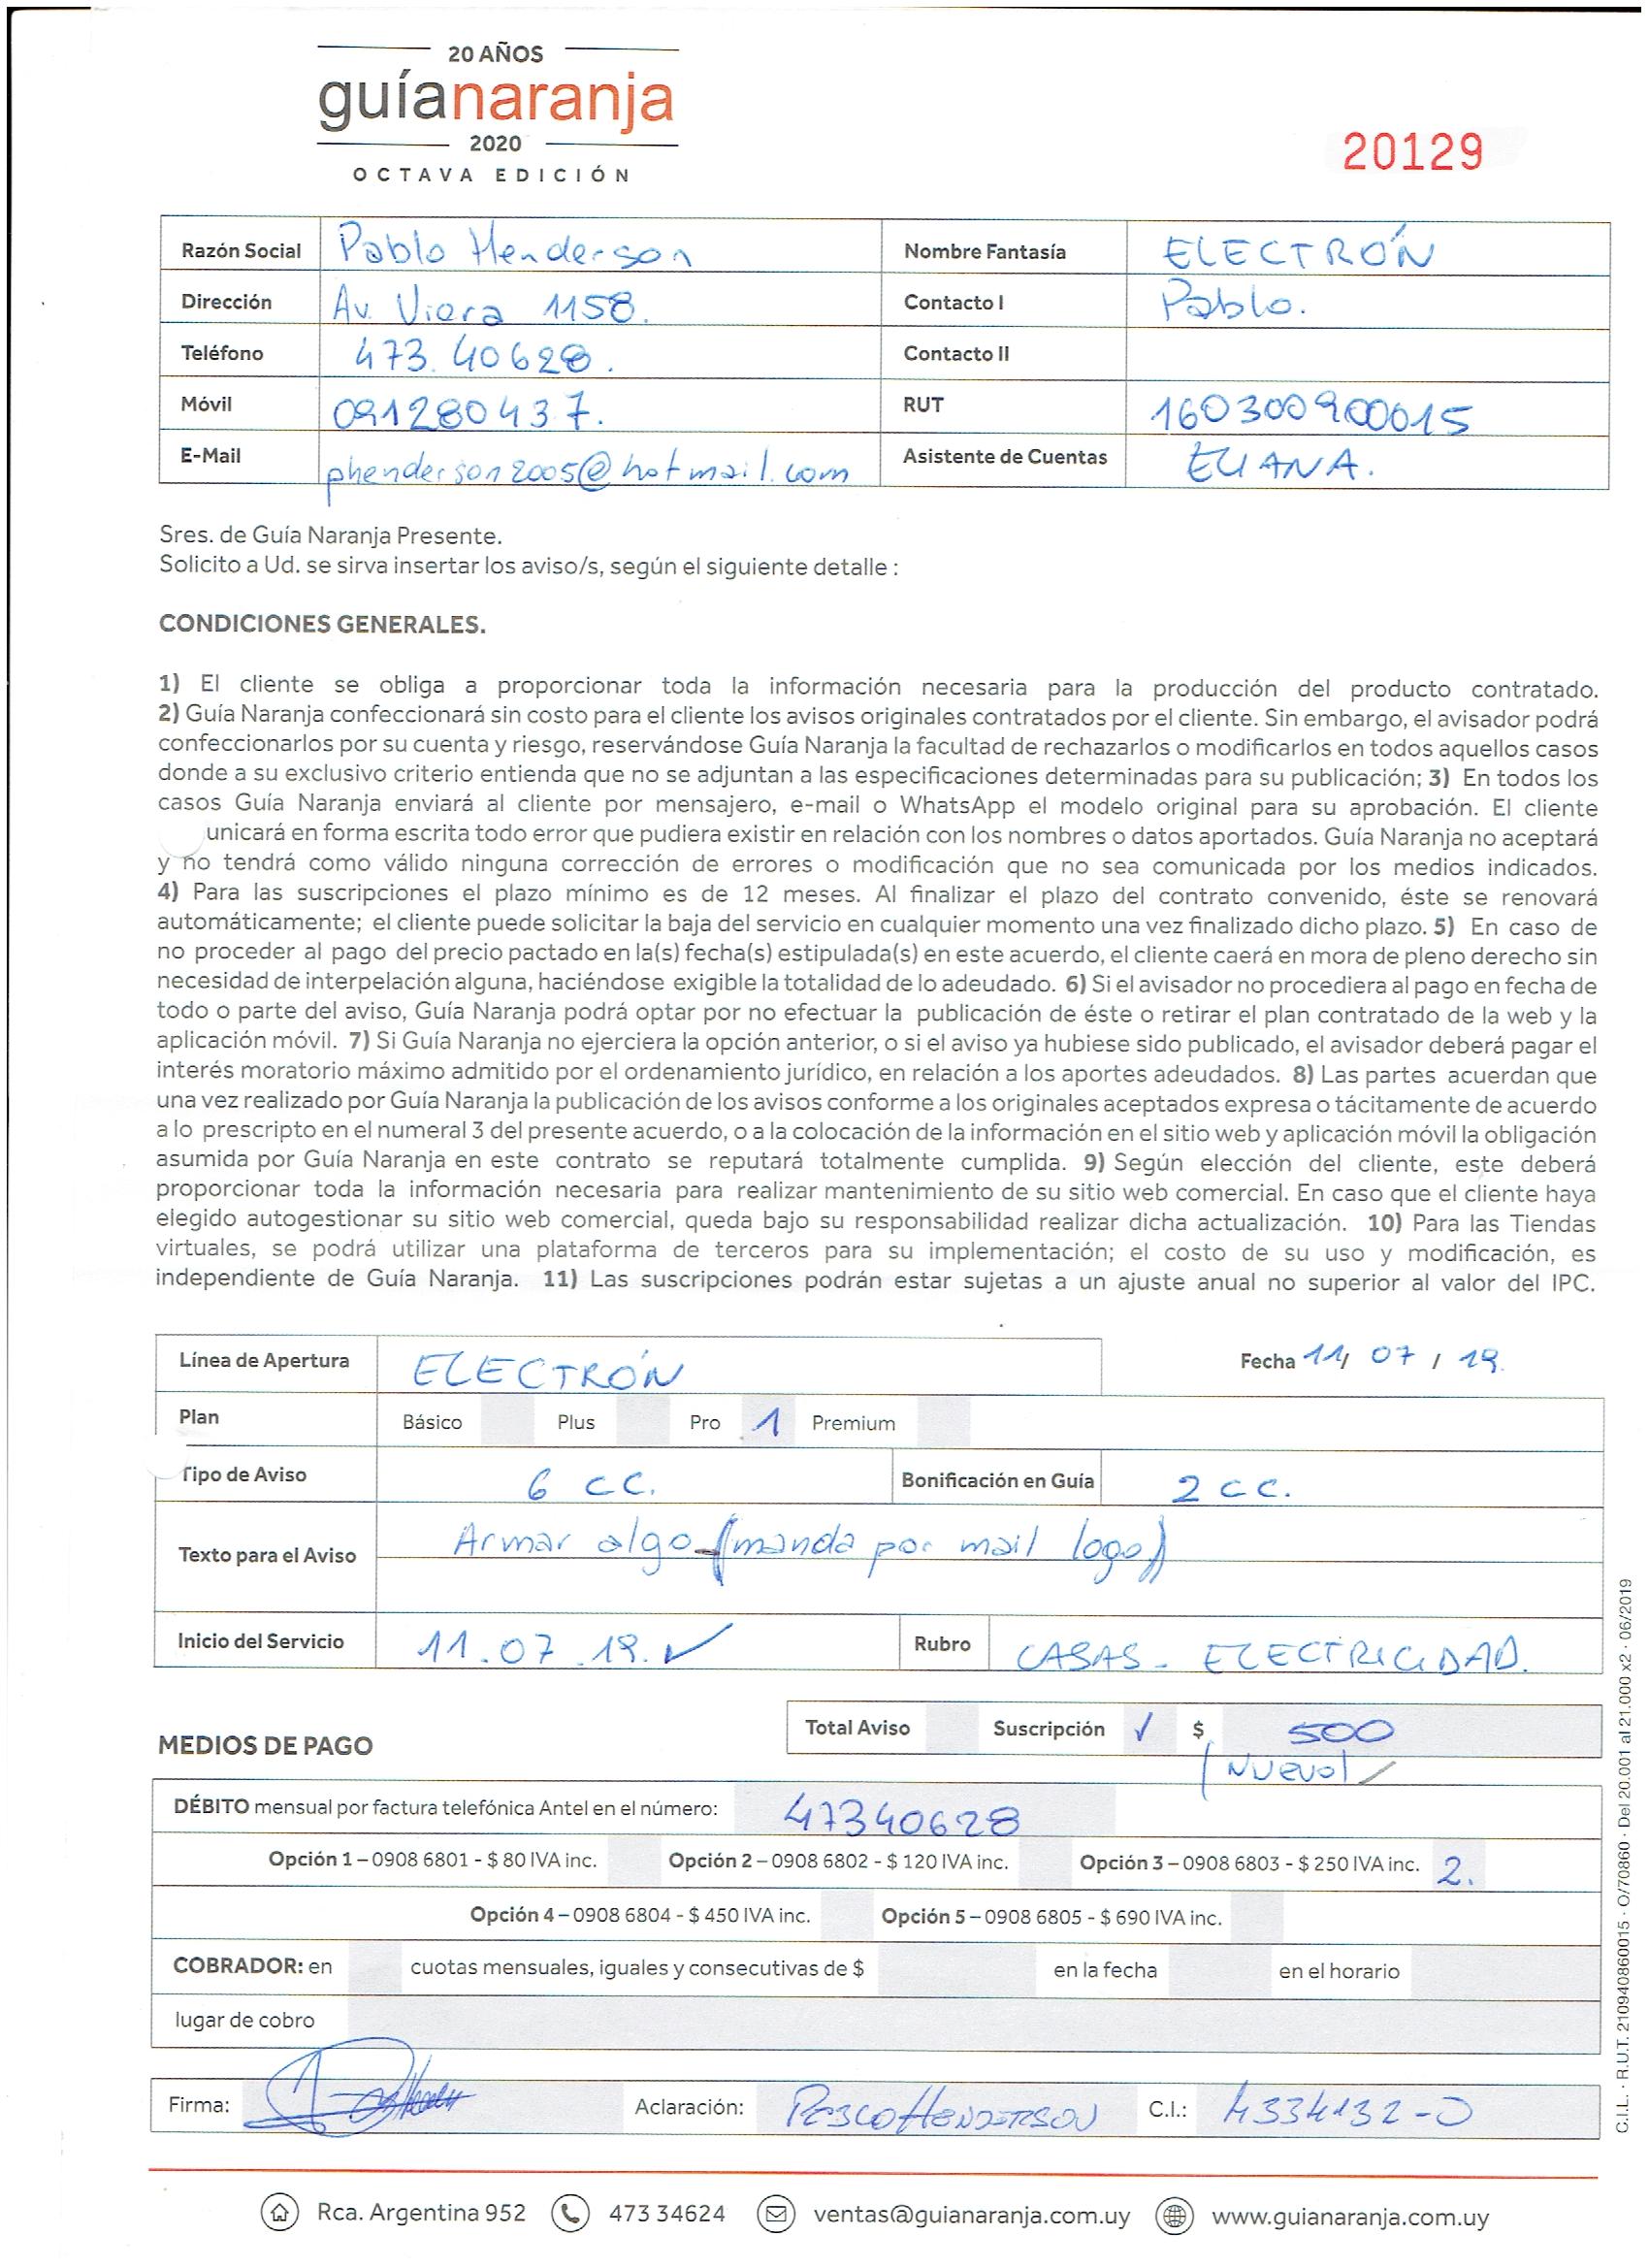 20 AÑOS
guíanaranja
2020
OCTAVA EDICIÓN
20129
Razón Social Pablo Henderson Nombre Fantasía ELECTRÓN
Dirección Av. Viera 1158. Contacto I Pablo.
Teléfono 473.40628. Contacto II
Móvil 091280437. RUT 160300900015
E-Mail phenderson2005@hotmail.com Asistente de Cuentas ELIANA.
Sres. de Guía Naranja Presente.
Solicito a Ud. se sirva insertar los aviso/s, según el siguiente detalle :
CONDICIONES GENERALES.
1) El cliente se obliga a proporcionar toda la información necesaria para la producción del producto contratado.
2) Guía Naranja confeccionará sin costo para el cliente los avisos originales contratados por el cliente. Sin embargo, el avisador podrá
confeccionarlos por su cuenta y riesgo, reservándose Guía Naranja la facultad de rechazarlos o modificarlos en todos aquellos casos
donde a su exclusivo criterio entienda que no se adjuntan a las especificaciones determinadas para su publicación; 3) En todos los
casos Guía Naranja enviará al cliente por mensajero, e-mail o WhatsApp el modelo original para su aprobación. El cliente
unicará en forma escrita todo error que pudiera existir en relación con los nombres o datos aportados. Guía Naranja no aceptará
y no tendrá como válido ninguna corrección de errores o modificación que no sea comunicada por los medios indicados.
4) Para las suscripciones el plazo mínimo es de 12 meses. Al finalizar el plazo del contrato convenido, éste se renovará
automáticamente; el cliente puede solicitar la baja del servicio en cualquier momento una vez finalizado dicho plazo. 5) En caso de
no proceder al pago del precio pactado en la(s) fecha(s) estipulada(s) en este acuerdo, el cliente caerá en mora de pleno derecho sin
necesidad de interpelación alguna, haciéndose exigible la totalidad de lo adeudado. 6) Si el avisador no procediera al pago en fecha de
todo o parte del aviso, Guía Naranja podrá optar por no efectuar la publicación de éste o retirar el plan contratado de la web y la
aplicación móvil. 7) Si Guía Naranja no ejerciera la opción anterior, o si el aviso ya hubiese sido publicado, el avisador deberá pagar el
interés moratorio máximo admitido por el ordenamiento jurídico, en relación a los aportes adeudados. 8) Las partes acuerdan que
una vez realizado por Guía Naranja la publicación de los avisos conforme a los originales aceptados expresa o tácitamente de acuerdo
a lo prescripto en el numeral 3 del presente acuerdo, o a la colocación de la información en el sitio web y aplicación móvil la obligación
asumida por Guía Naranja en este contrato se reputará totalmente cumplida. 9) Según elección del cliente, este deberá
proporcionar toda la información necesaria para realizar mantenimiento de su sitio web comercial. En caso que el cliente haya
elegido autogestionar su sitio web comercial, queda bajo su responsabilidad realizar dicha actualización. 10) Para las Tiendas
virtuales, se podrá utilizar una plataforma de terceros para su implementación; el costo de su uso y modificación, es
independiente de Guía Naranja. 11) Las suscripciones podrán estar sujetas a un ajuste anual no superior al valor del IPC.
Línea de Apertura ELECTRÓN Fecha 11/ 07 / 19.
Plan Básico Plus Pro 1 Premium
Tipo de Aviso 6 CC. Bonificación en Guía 2 CC.
Texto para el Aviso Armar algo (manda por mail logo)
Inicio del Servicio 11.07.19. ✓ Rubro CASAS - ELECTRICIDAD.
Total Aviso Suscripción ✓ $ 500
(NUEVO)
MEDIOS DE PAGO
DÉBITO mensual por factura telefónica Antel en el número: 47340628
Opción 1 – 0908 6801 - $ 80 IVA inc. Opción 2 – 0908 6802 - $ 120 IVA inc. Opción 3 – 0908 6803 - $ 250 IVA inc. 2.
Opción 4 – 0908 6804 - $ 450 IVA inc. Opción 5 – 0908 6805 - $ 690 IVA inc.
COBRADOR: en cuotas mensuales, iguales y consecutivas de $ en la fecha en el horario
lugar de cobro
Firma: Aclaración: PABLO HENDERSON C.I.: 4334132-0
Rca. Argentina 952 473 34624 ventas@guianaranja.com.uy www.guianaranja.com.uy
C.I.L. · R.U.T. 210940860015 · O/70860 · Del 20.001 al 21.000 x2 · 06/2019